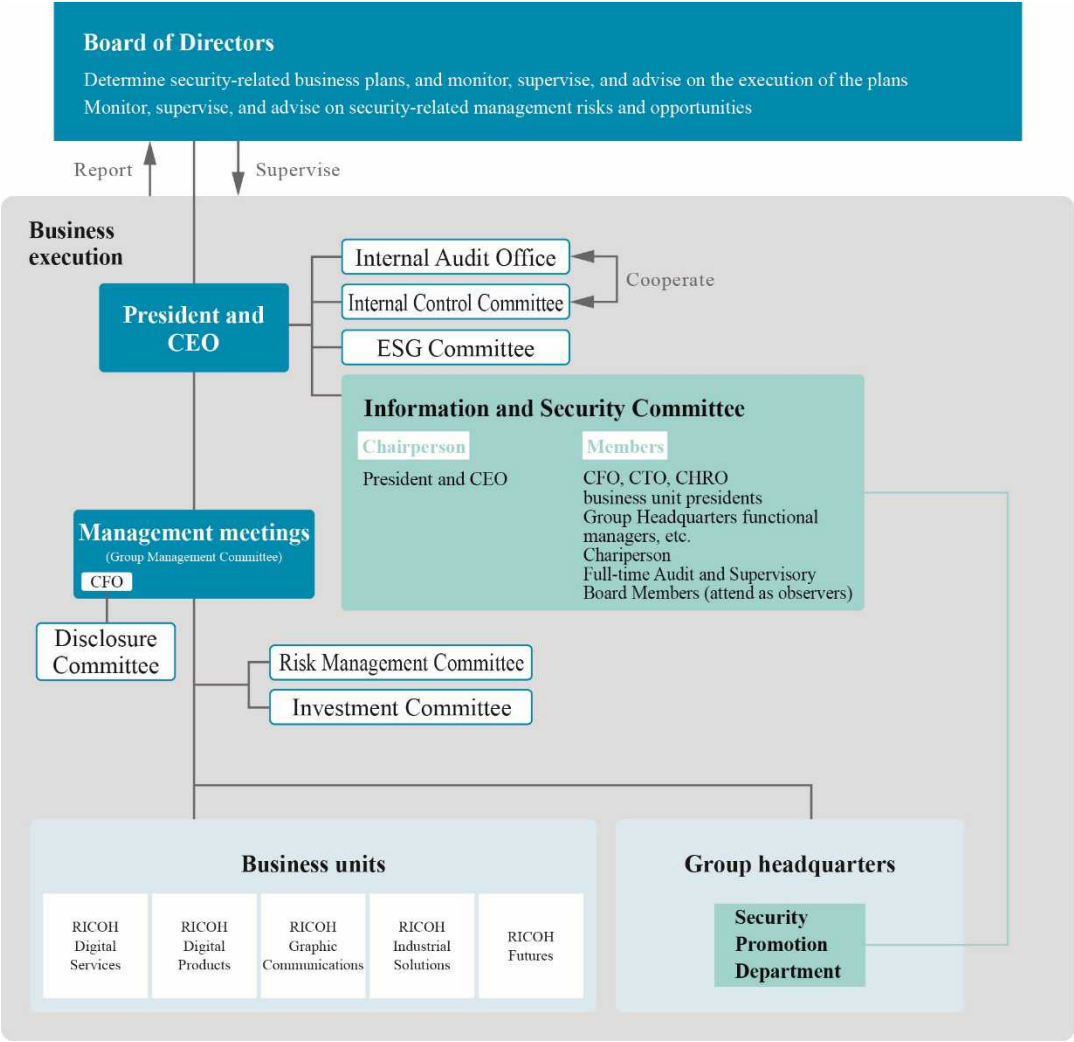 Board of Directors
Determine security-related business plans, and monitor, supervise, and advise on the execution of the plans
Monitor, supervise, and advise on security-related management risks and opportunities
Report
Supervise
Business
execution
Internal Audit Office
Cooperate
Internal Control Committee
President and
CEO
ESG Committee
Information and Security Committee
Chairperson
President and CEO
Members
CFO, CTO, CHRO
business unit presidents
Group Headquarters functional
managers, etc.
Chariperson
Full-time Audit and Supervisory
Board Members (attend as observers)
Management meetings
(Group Management Committee)
CFO
Disclosure
Committee
Risk Management Committee
Investment Committee
Business units
RICOH
Digital
Services
RICOH
Digital
Products
RICOH
Graphic
Communications
RICOH
Industrial
Solutions
RICOH
Futures
Group headquarters
Security
Promotion
Department